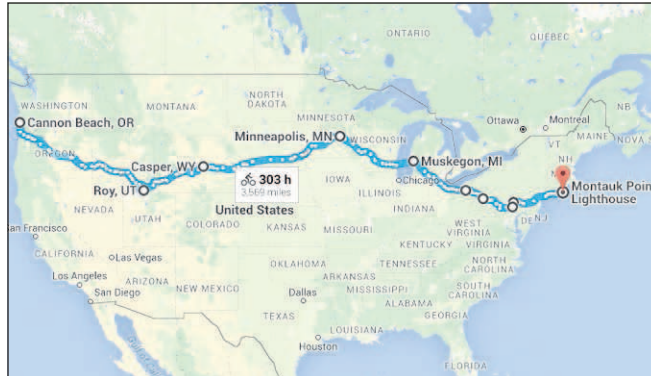 ONTARIO
QUEBEC
WASHINGTON
MONTANA
NORTH
DAKOTA
MINNESOTA
NB
Cannon Beach, OR
Ottawa
Montreal
MAINE
NOVA S
OREGON
Minneapolis, MN
WISCONSIN
VT
NH
Casper, WY
Muskegon, MI
Chicago
IOWA
303 h
3,569 miles
Roy, UT
Montauk Point
Lighthouse
ILLINOIS
INDIANA
United States
NEVADA
UTAH
COLORADO
KANSAS
MISSOURI
WEST
VIRGINIA
DE
NJ
KENTUCKY
VIRGINIA
San Francisco
CALIFORNIA
Las Vegas
OKLAHOMA
TENNESSEE
NORTH
CAROLINA
Los Angeles
ARIZONA
NEW MEXICO
ARKANSAS
MISSISSIPPI
SOUTH
CAROLINA
San Diego
Dallas
ALABAMA
GEORGIA
TEXAS
LOUISIANA
Houston
FLORIDA